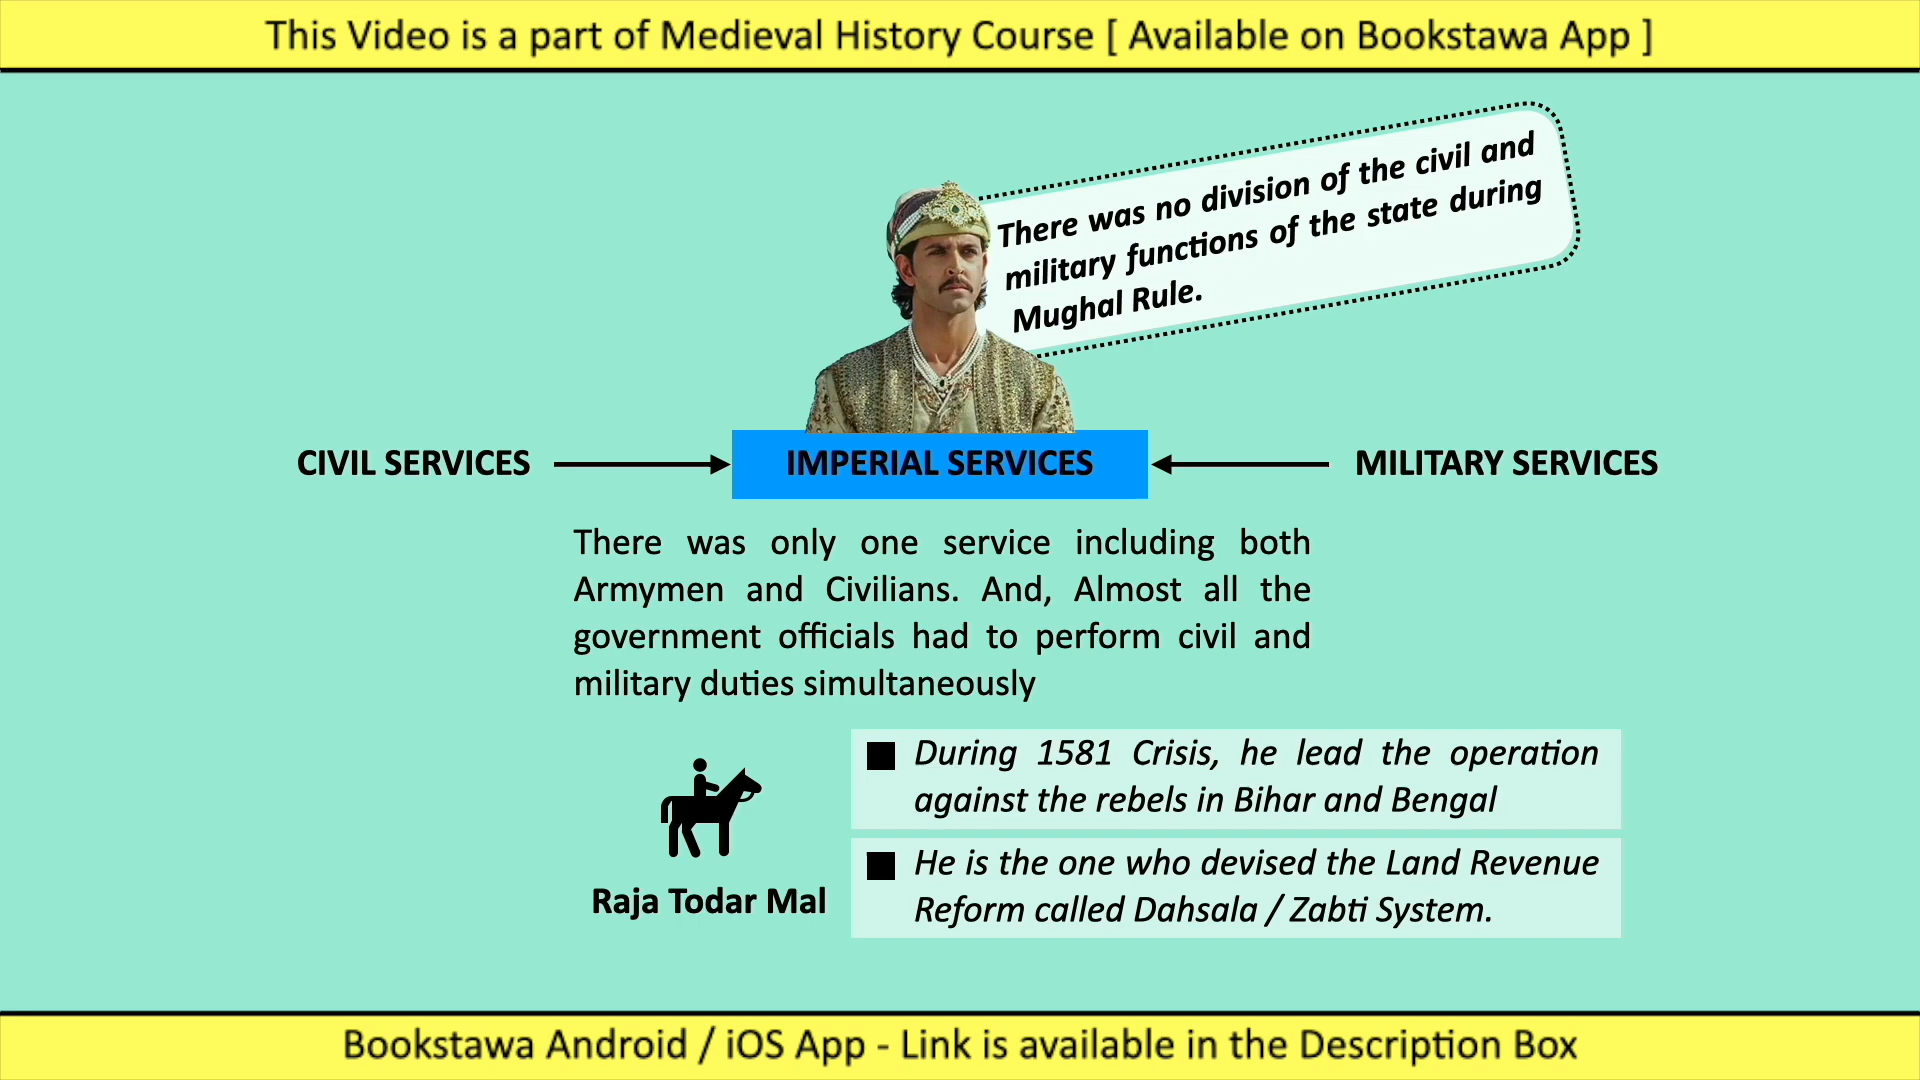 This Video is a part of Medieval History Course [ Available on Bookstawa App ]
There was no division of the civil and
military functions of the state during
Mughal Rule.
CIVIL SERVICES
IMPERIAL SERVICES
MILITARY SERVICES
There was only one service including both
Armymen and Civilians. And, Almost all the
government officials had to perform civil and
military duties simultaneously
During 1581 Crisis, he lead the operation
against the rebels in Bihar and Bengal
He is the one who devised the Land Revenue
Reform called Dahsala / Zabti System.
Raja Todar Mal
Bookstawa Android / iOS App - Link is available in the Description Box